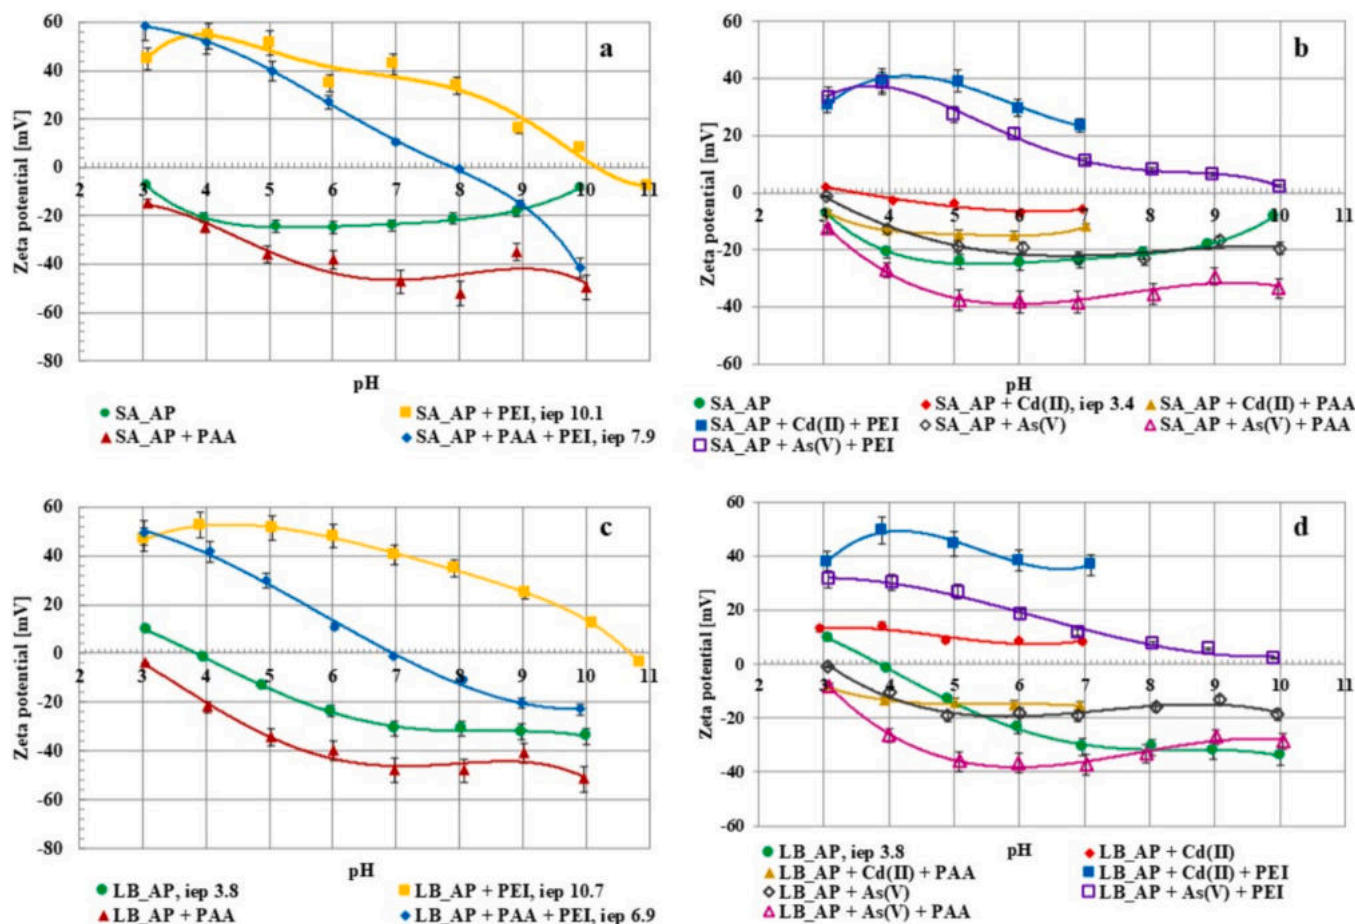 a
Zeta potential [mV]
60
40
20
0
-20
-40
-60
-80
2 3 4 5 6 7 8 9 10 11
pH
SA_AP
SA_AP + PEI, iep 10.1
SA_AP + PAA
SA_AP + PAA + PEI, iep 7.9
b
Zeta potential [mV]
60
40
20
0
-20
-40
-60
2 3 4 5 6 7 8 9 10
pH
SA_AP
SA_AP + Cd(II), iep 3.4
SA_AP + Cd(II) + PAA
SA_AP + Cd(II) + PEI
SA_AP + As(V)
SA_AP + As(V) + PAA
SA_AP + As(V) + PEI
c
Zeta potential [mV]
60
40
20
0
-20
-40
-60
-80
2 3 4 5 6 7 8 9 10 11
pH
LB_AP, iep 3.8
LB_AP + PEI, iep 10.7
LB_AP + PAA
LB_AP + PAA + PEI, iep 6.9
d
Zeta potential [mV]
60
40
20
0
-20
-40
-60
2 3 4 5 6 7 8 9 10
pH
LB_AP, iep 3.8
LB_AP + Cd(II)
LB_AP + Cd(II) + PAA
LB_AP + Cd(II) + PEI
LB_AP + As(V)
LB_AP + As(V) + PEI
LB_AP + As(V) + PAA